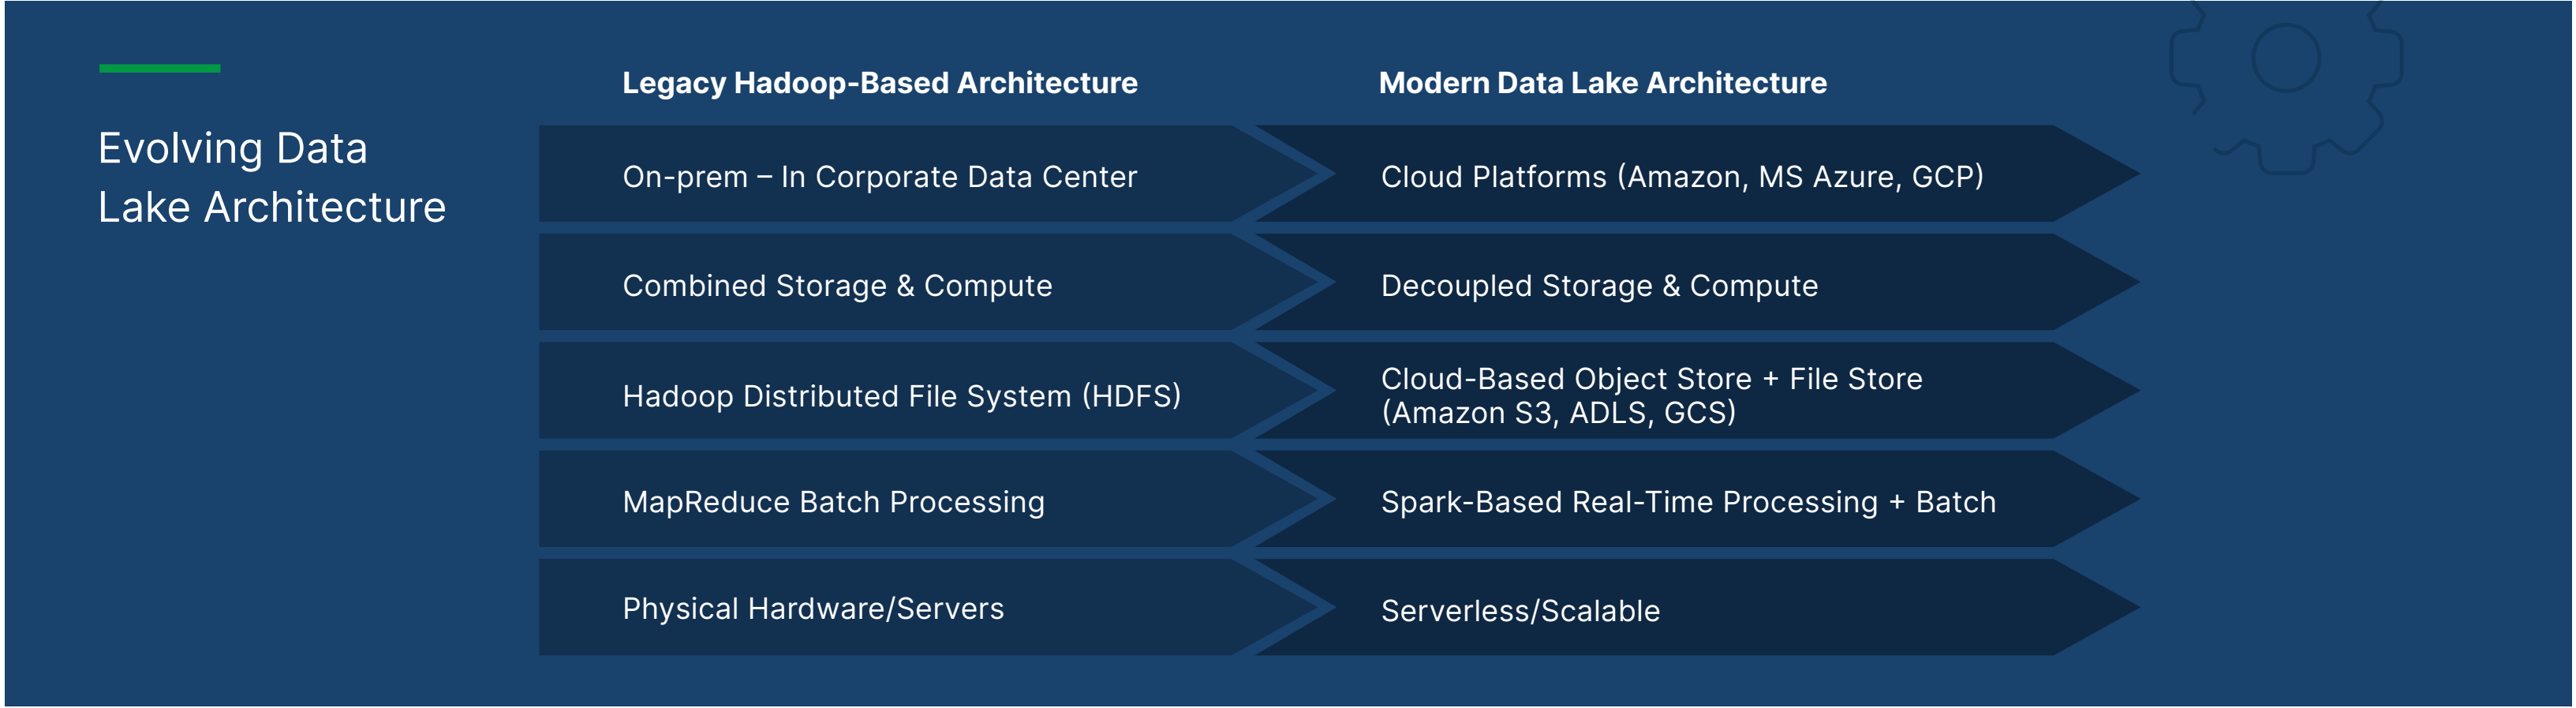 Evolving Data
Lake Architecture
Legacy Hadoop-Based Architecture
Modern Data Lake Architecture
On-prem – In Corporate Data Center
Cloud Platforms (Amazon, MS Azure, GCP)
Combined Storage & Compute
Decoupled Storage & Compute
Hadoop Distributed File System (HDFS)
Cloud-Based Object Store + File Store
(Amazon S3, ADLS, GCS)
MapReduce Batch Processing
Spark-Based Real-Time Processing + Batch
Physical Hardware/Servers
Serverless/Scalable